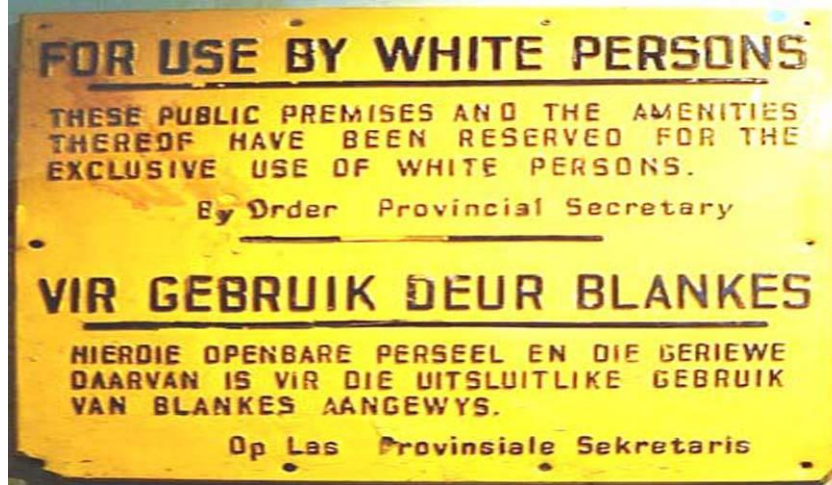 FOR USE BY WHITE PERSONS
THESE PUBLIC PREMISES AND THE AMENITIES
THEREOF HAVE BEEN RESERVED FOR THE
EXCLUSIVE USE OF WHITE PERSONS.
By Order Provincial Secretary
VIR GEBRUIK DEUR BLANKES
HIERDIE OPENBARE PERSEEL EN DIE GERIEWE
DAARVAN IS VIR DIE UITSLUITLIKE GEBRUIK
VAN BLANKES AANGEWYS.
Op Las Provinsiale Sekretaris